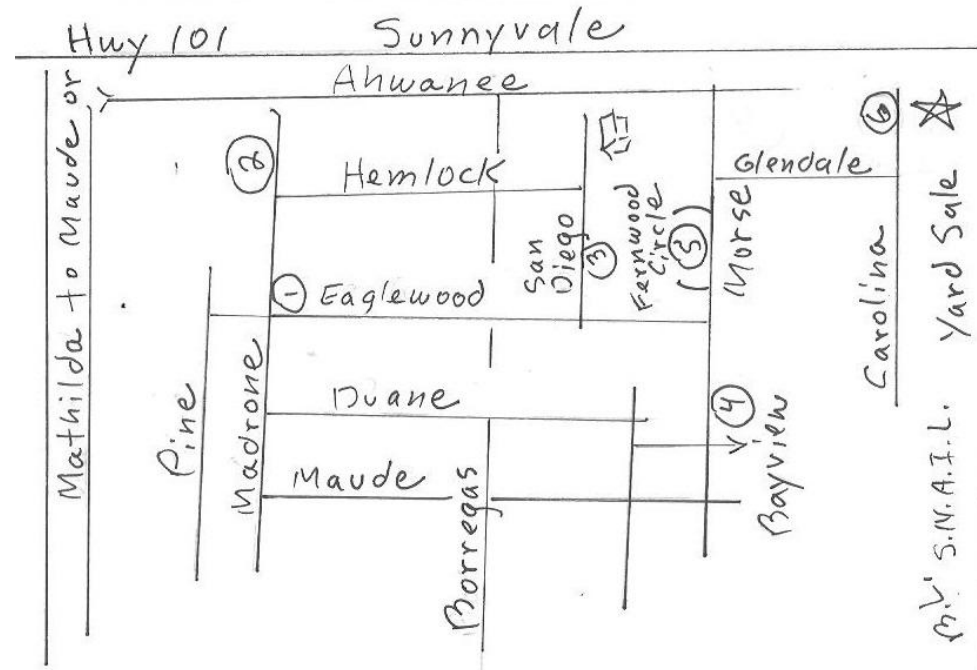 Hwy 101 Sunnyvale
Ahwanee
Mathilda to Maude or
2
Hemlock
Glendale
6
San
Diego
3
Fernwood
Circle
(5)
Morse
1 Eaglewood
Carolina
Pine
Madrone
Duane
4
Bayview
Maude
Borregas
S.N.A.I.L. Yard Sale